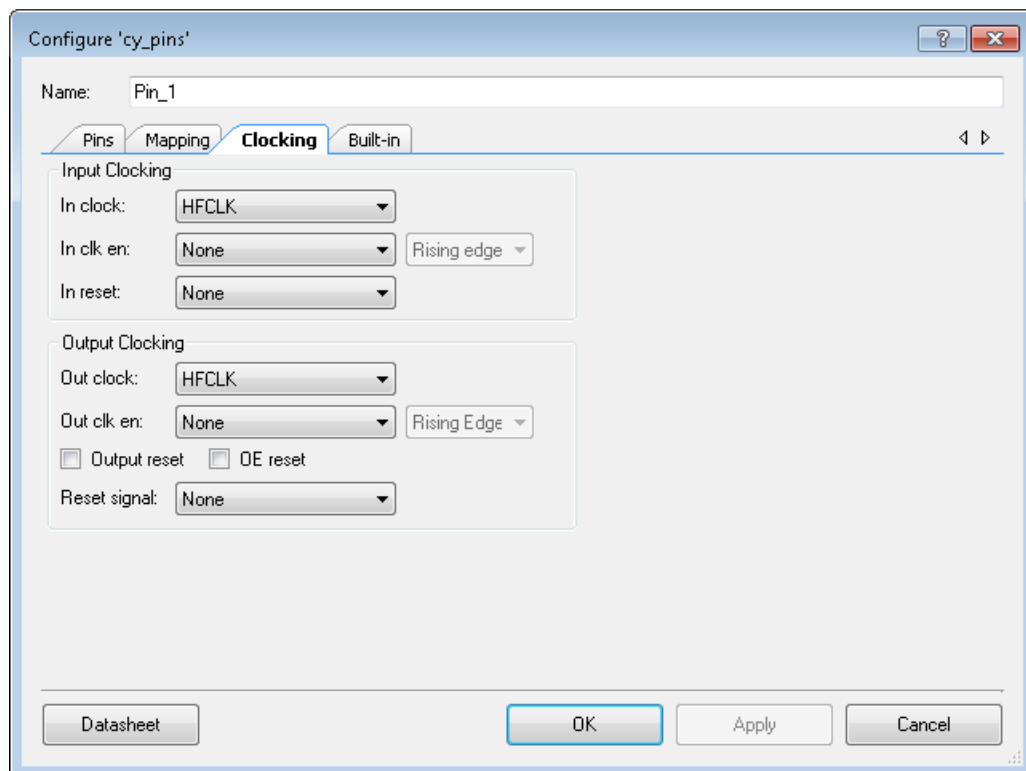 Configure 'cy_pins'
Name: Pin_1
Pins Mapping Clocking Built-in
Input Clocking
In clock: HFCLK
In clk en: None Rising edge
In reset: None
Output Clocking
Out clock: HFCLK
Out clk en: None Rising Edge
Output reset OE reset
Reset signal: None
Datasheet OK Apply Cancel